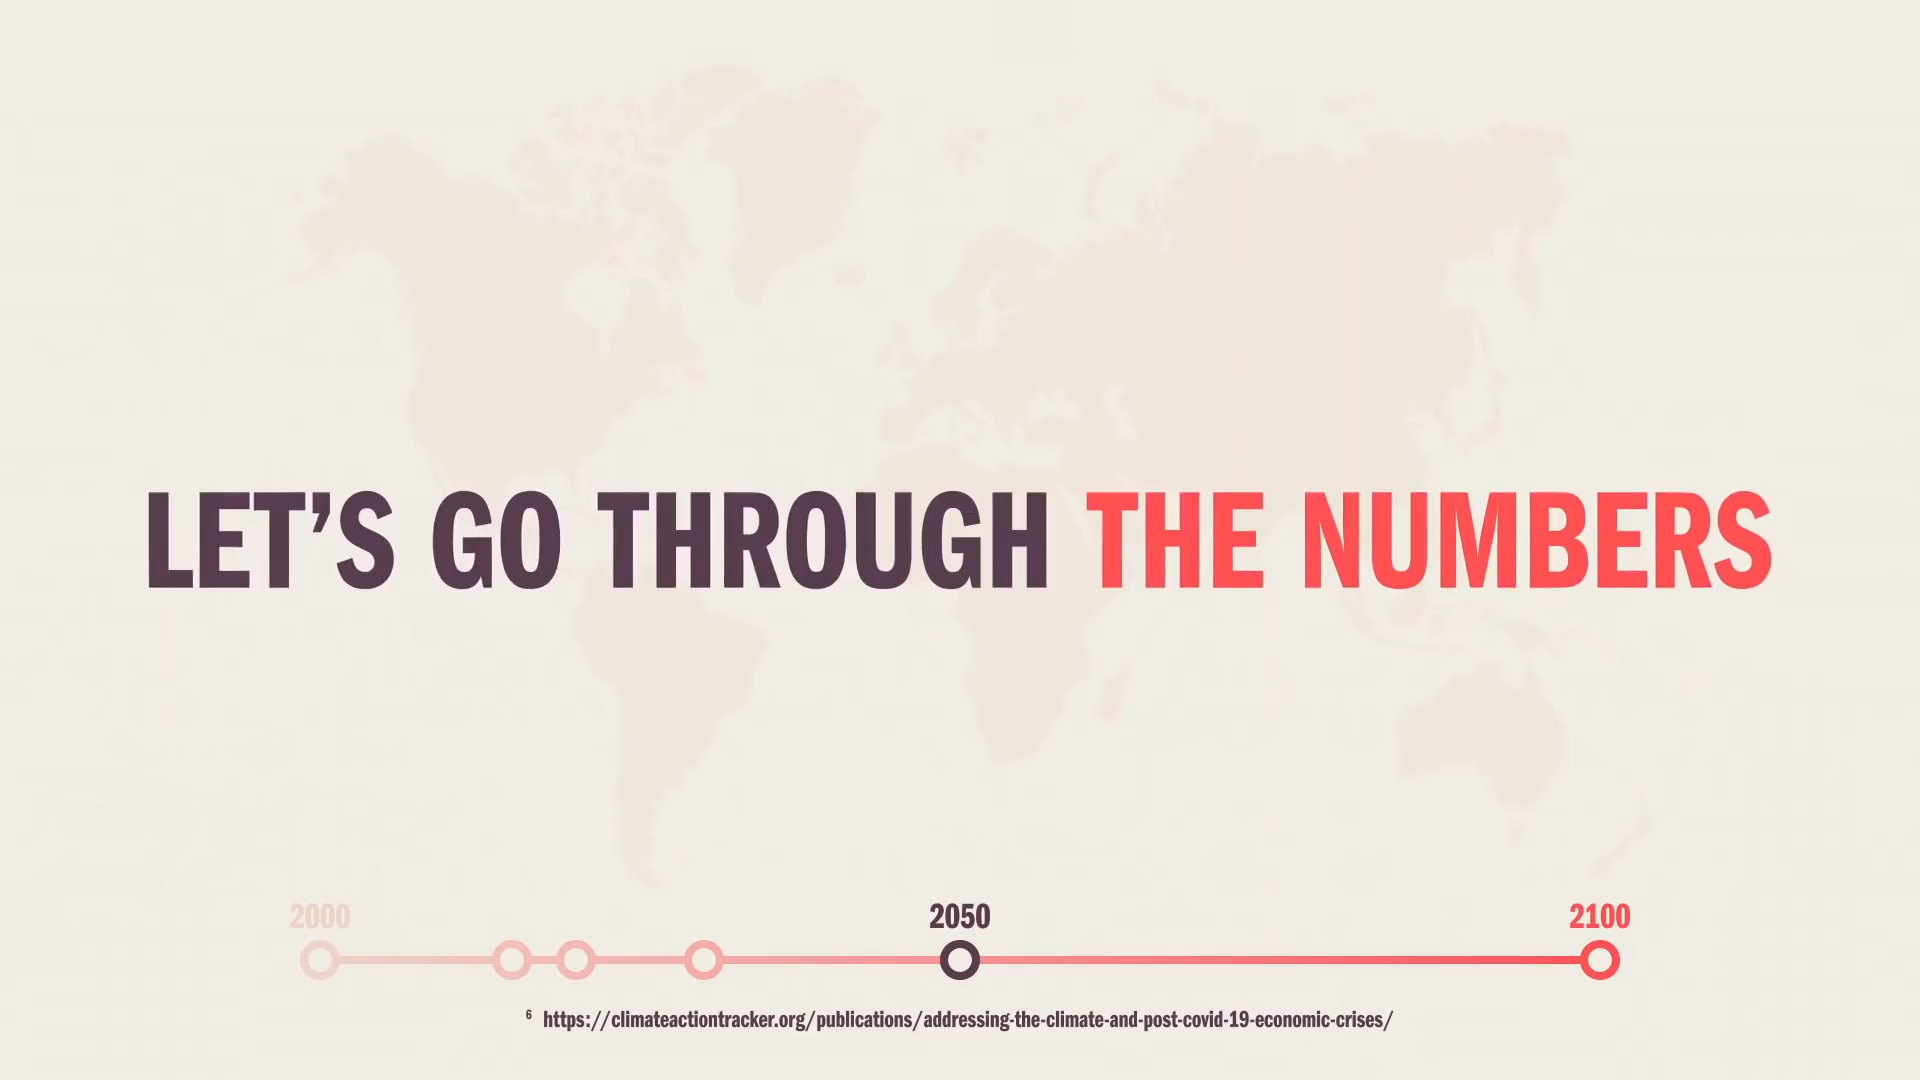 LET’S GO THROUGH THE NUMBERS
2000 2050 2100
6 https://climateactiontracker.org/publications/addressing-the-climate-and-post-covid-19-economic-crises/